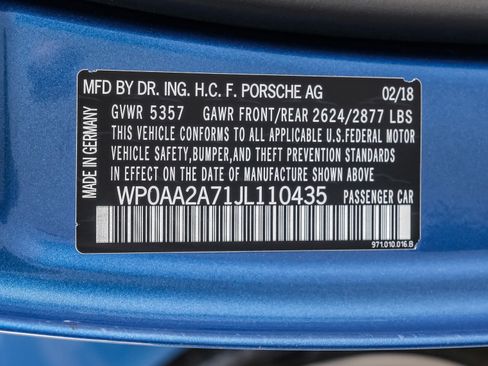 MFD BY DR. ING. H.C. F. PORSCHE AG 02/18
GVWR 5357 GAWR FRONT/REAR 2624/2877 LBS
THIS VEHICLE CONFORMS TO ALL APPLICABLE U.S.FEDERAL MOTOR
VEHICLE SAFETY,BUMPER,AND THEFT PREVENTION STANDARDS
IN EFFECT ON THE DATE OF MANUFACTURE SHOWN ABOVE
WP0AA2A71JL110435 PASSENGER CAR
971.010.016.B
MADE IN GERMANY